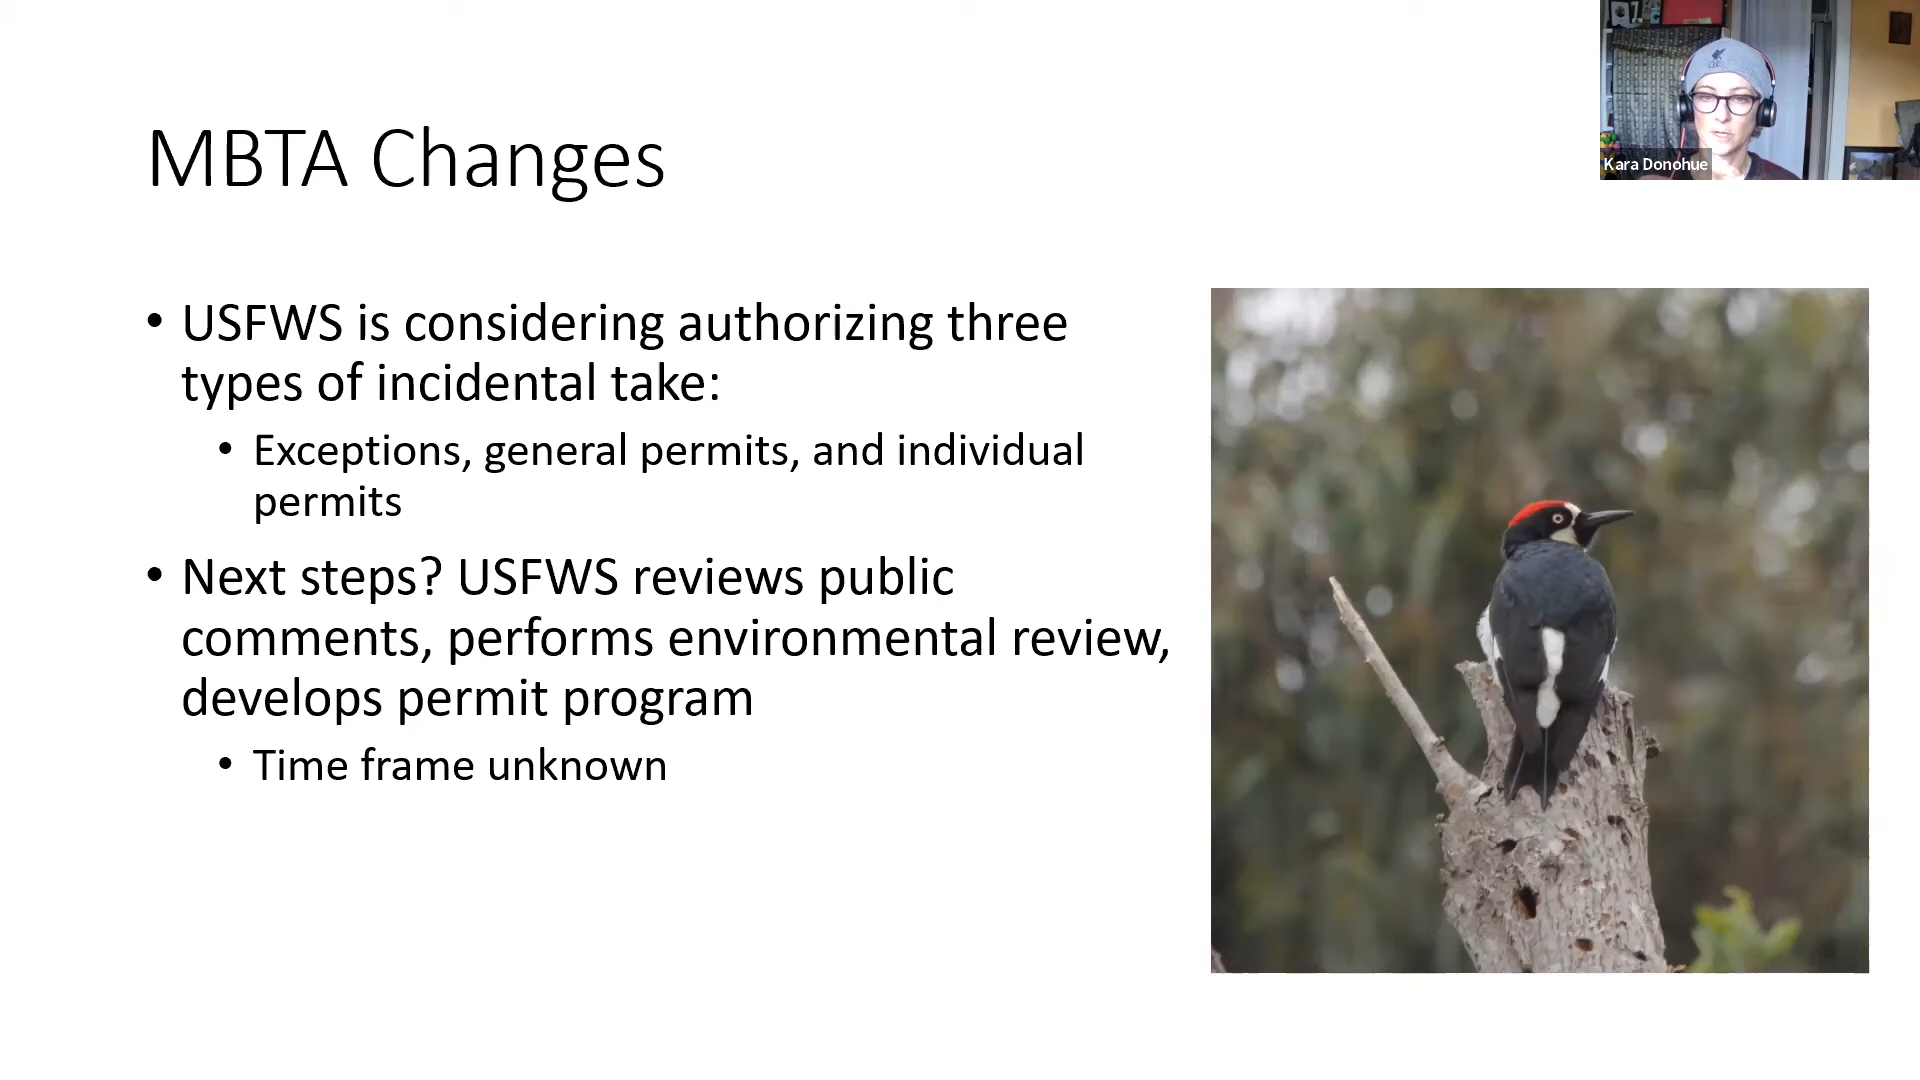 MBTA Changes
Kara Donohue
• USFWS is considering authorizing three
types of incidental take:
• Exceptions, general permits, and individual
permits
• Next steps? USFWS reviews public
comments, performs environmental review,
develops permit program
• Time frame unknown